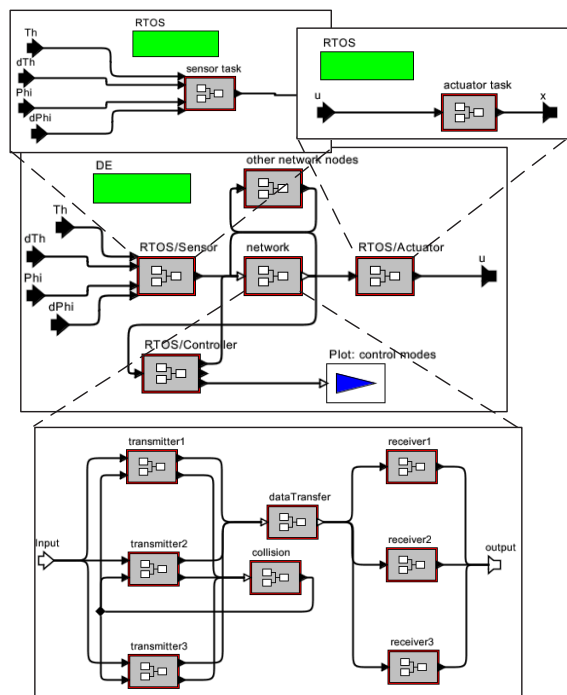 RTOS
Th
sensor task
dTh
Phi
dPhi
RTOS
actuator task
u
x
DE
other network nodes
Th
RTOS/Sensor
network
RTOS/Actuator
dTh
u
Phi
dPhi
RTOS/Controller
Plot: control modes
transmitter1
receiver1
dataTransfer
Input
transmitter2
collision
receiver2
output
transmitter3
receiver3